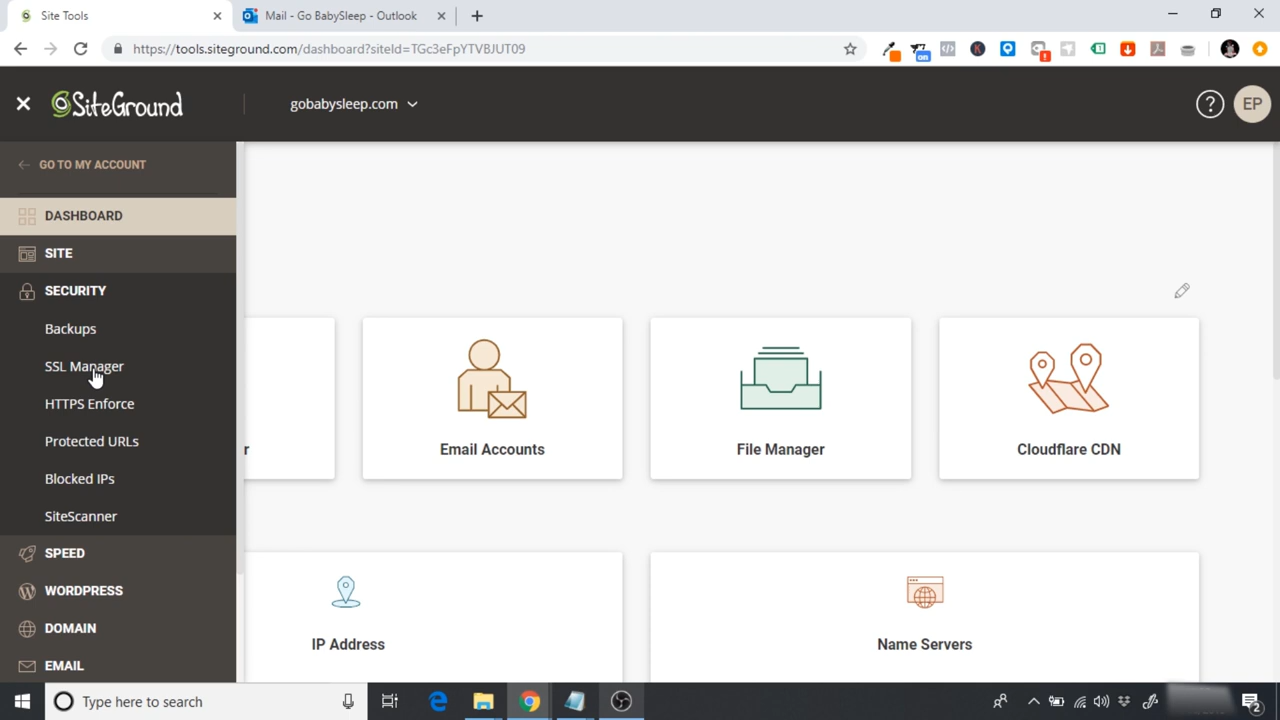 Site Tools
Mail - Go BabySleep - Outlook
https://tools.siteground.com/dashboard?siteId=TGc3eFpYTVBJUT09
on
SiteGround
gobabysleep.com
?
EP
GO TO MY ACCOUNT
DASHBOARD
SITE
SECURITY
Backups
SSL Manager
HTTPS Enforce
Protected URLs
Blocked IPs
SiteScanner
SPEED
WORDPRESS
DOMAIN
EMAIL
r
Email Accounts
File Manager
Cloudflare CDN
IP Address
Name Servers
Type here to search
2